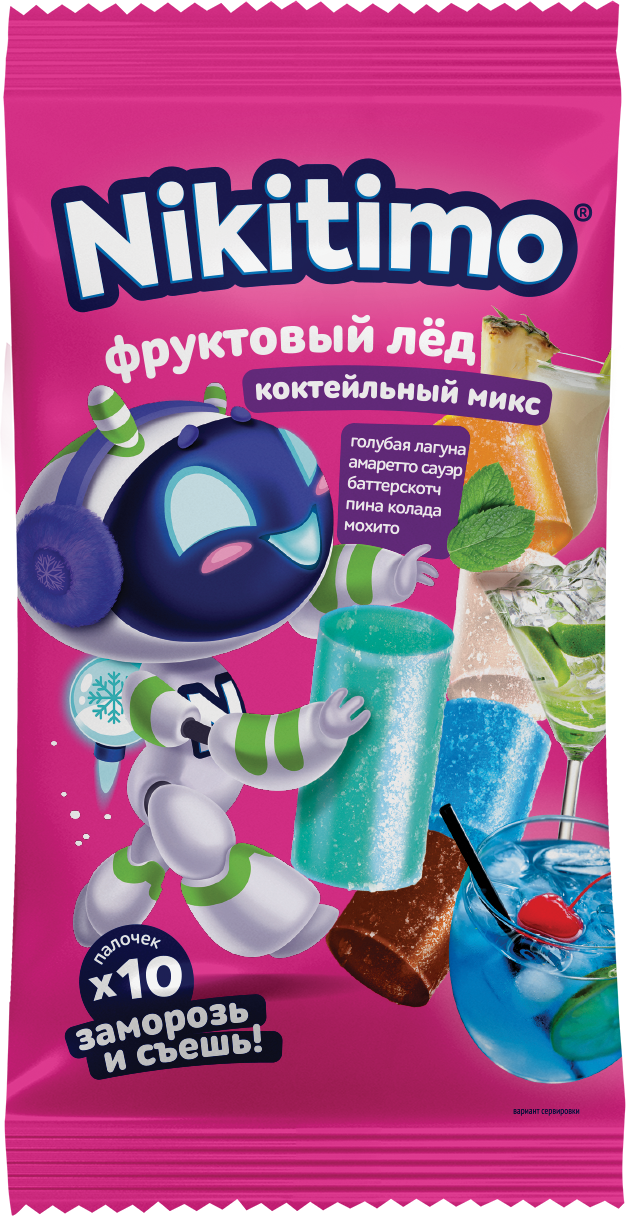 Nikitimo®
фруктовый лёд
коктейльный микс
голубая лагуна
амаретто сауэр
баттерскотч
пина колада
мохито
N
палочек
x10
заморозь
и съешь!
вариант сервировки